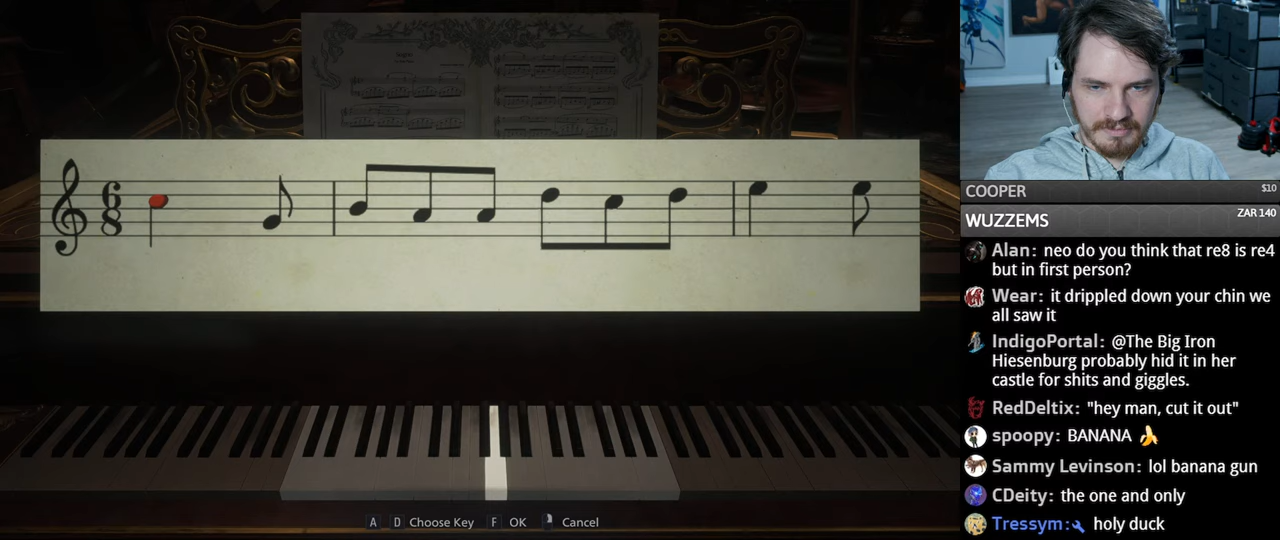 6
8
A D Choose Key F OK Cancel
COOPER $10
WUZZEMS ZAR 140
Alan: neo do you think that re8 is re4
but in first person?
Wear: it drippled down your chin we
all saw it
IndigoPortal: @The Big Iron
Hiesenburg probably hid it in her
castle for shits and giggles.
RedDeltix: "hey man, cut it out"
spoopy: BANANA 🍌
Sammy Levinson: lol banana gun
CDeity: the one and only
Tressym: holy duck